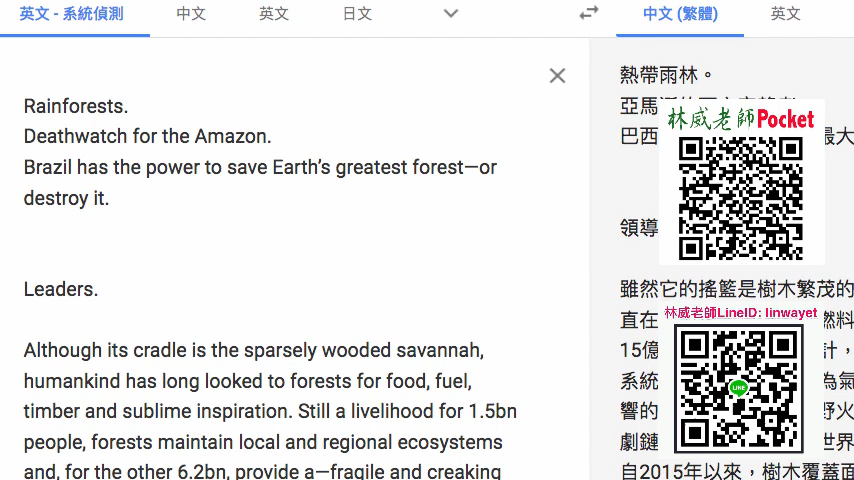 英文 - 系統偵測 中文 英文 日文 中文 (繁體) 英文
Rainforests.
Deathwatch for the Amazon.
Brazil has the power to save Earth’s greatest forest—or
destroy it.
Leaders.
Although its cradle is the sparsely wooded savannah,
humankind has long looked to forests for food, fuel,
timber and sublime inspiration. Still a livelihood for 1.5bn
people, forests maintain local and regional ecosystems
and, for the other 6.2bn, provide a—fragile and creaking
熱帶雨林。
亞馬
巴西 最大
領導
雖然它的搖籃是樹木繁茂的
直在 燃料
15億 計，
系統 為氣
響的 野火
劇鏈 世界
自2015年以來，樹木覆蓋面
林威老師Pocket
林威老師LineID: linwayet
LINE